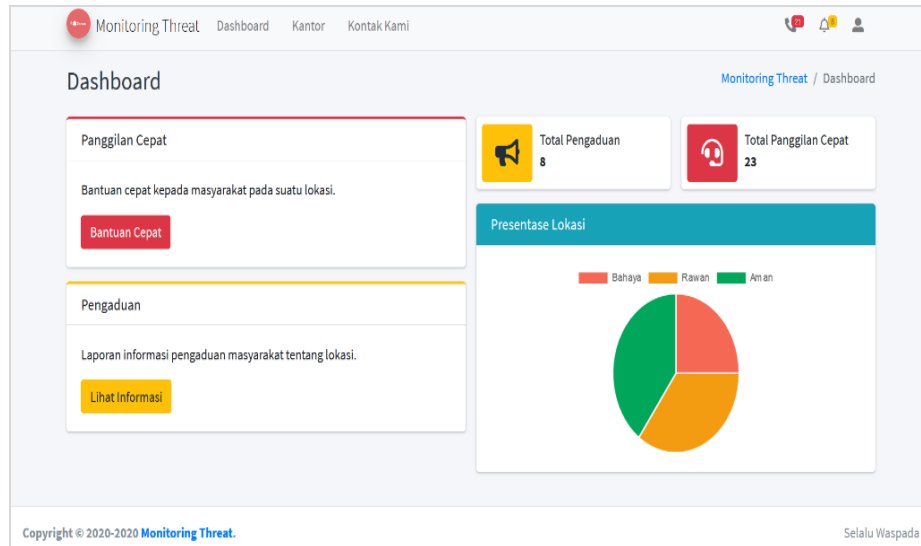 Monitoring Threat Dashboard Kantor Kontak Kami 21 8
Dashboard
Monitoring Threat / Dashboard
Panggilan Cepat
Bantuan cepat kepada masyarakat pada suatu lokasi.
Bantuan Cepat
Pengaduan
Laporan informasi pengaduan masyarakat tentang lokasi.
Lihat Informasi
Total Pengaduan
8
Total Panggilan Cepat
23
Presentase Lokasi
Bahaya Rawan Aman
Copyright © 2020-2020 Monitoring Threat.
Selalu Waspada